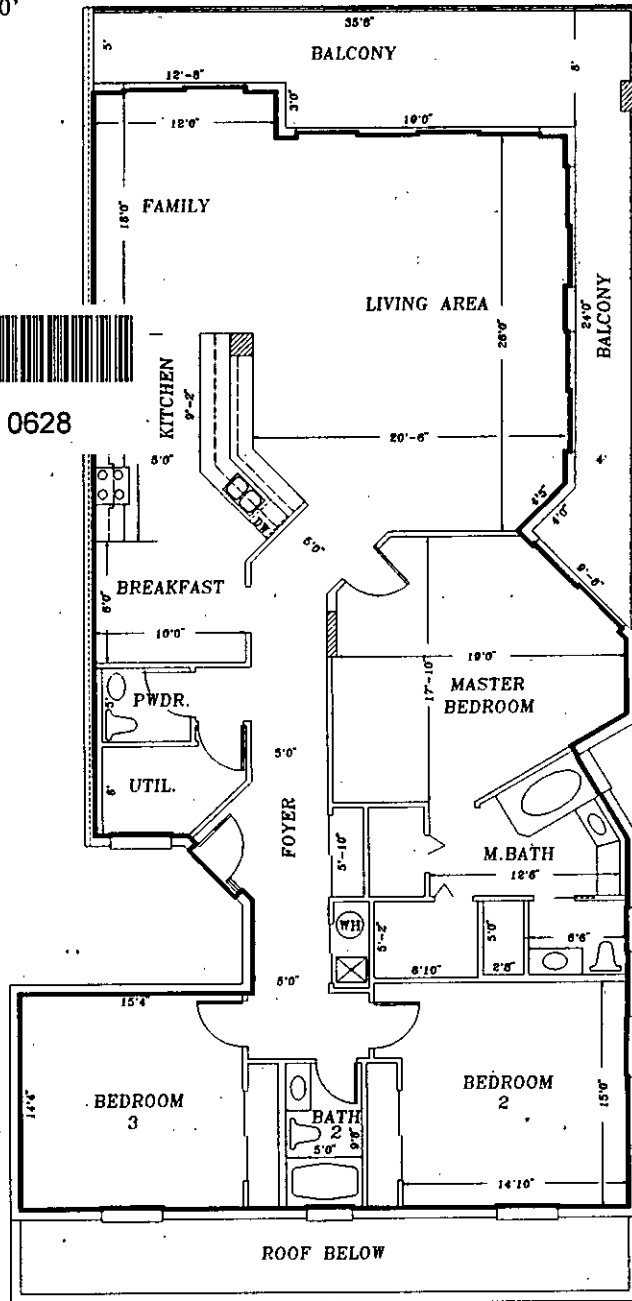 0'
35'6"
5'
BALCONY
8'
12'-8"
3'0"
12'0"
19'0"
18'0"
FAMILY
LIVING AREA
26'0"
24'0"
BALCONY
KITCHEN
9'-2"
0628
20'-6"
5'0"
4'
4'5"
4'0"
DW
6'0"
9'-6"
BREAKFAST
8'0"
10'0"
19'0"
17'-10"
MASTER
BEDROOM
PWDR.
5'
5'0"
UTIL.
6'
FOYER
5'-10"
M.BATH
12'6"
WH
5'-2"
5'0"
6'6"
6'10"
2'8"
5'0"
15'4"
14'4"
BEDROOM
3
BATH
2
5'0"
9'8"
BEDROOM
2
15'0"
14'10"
ROOF BELOW